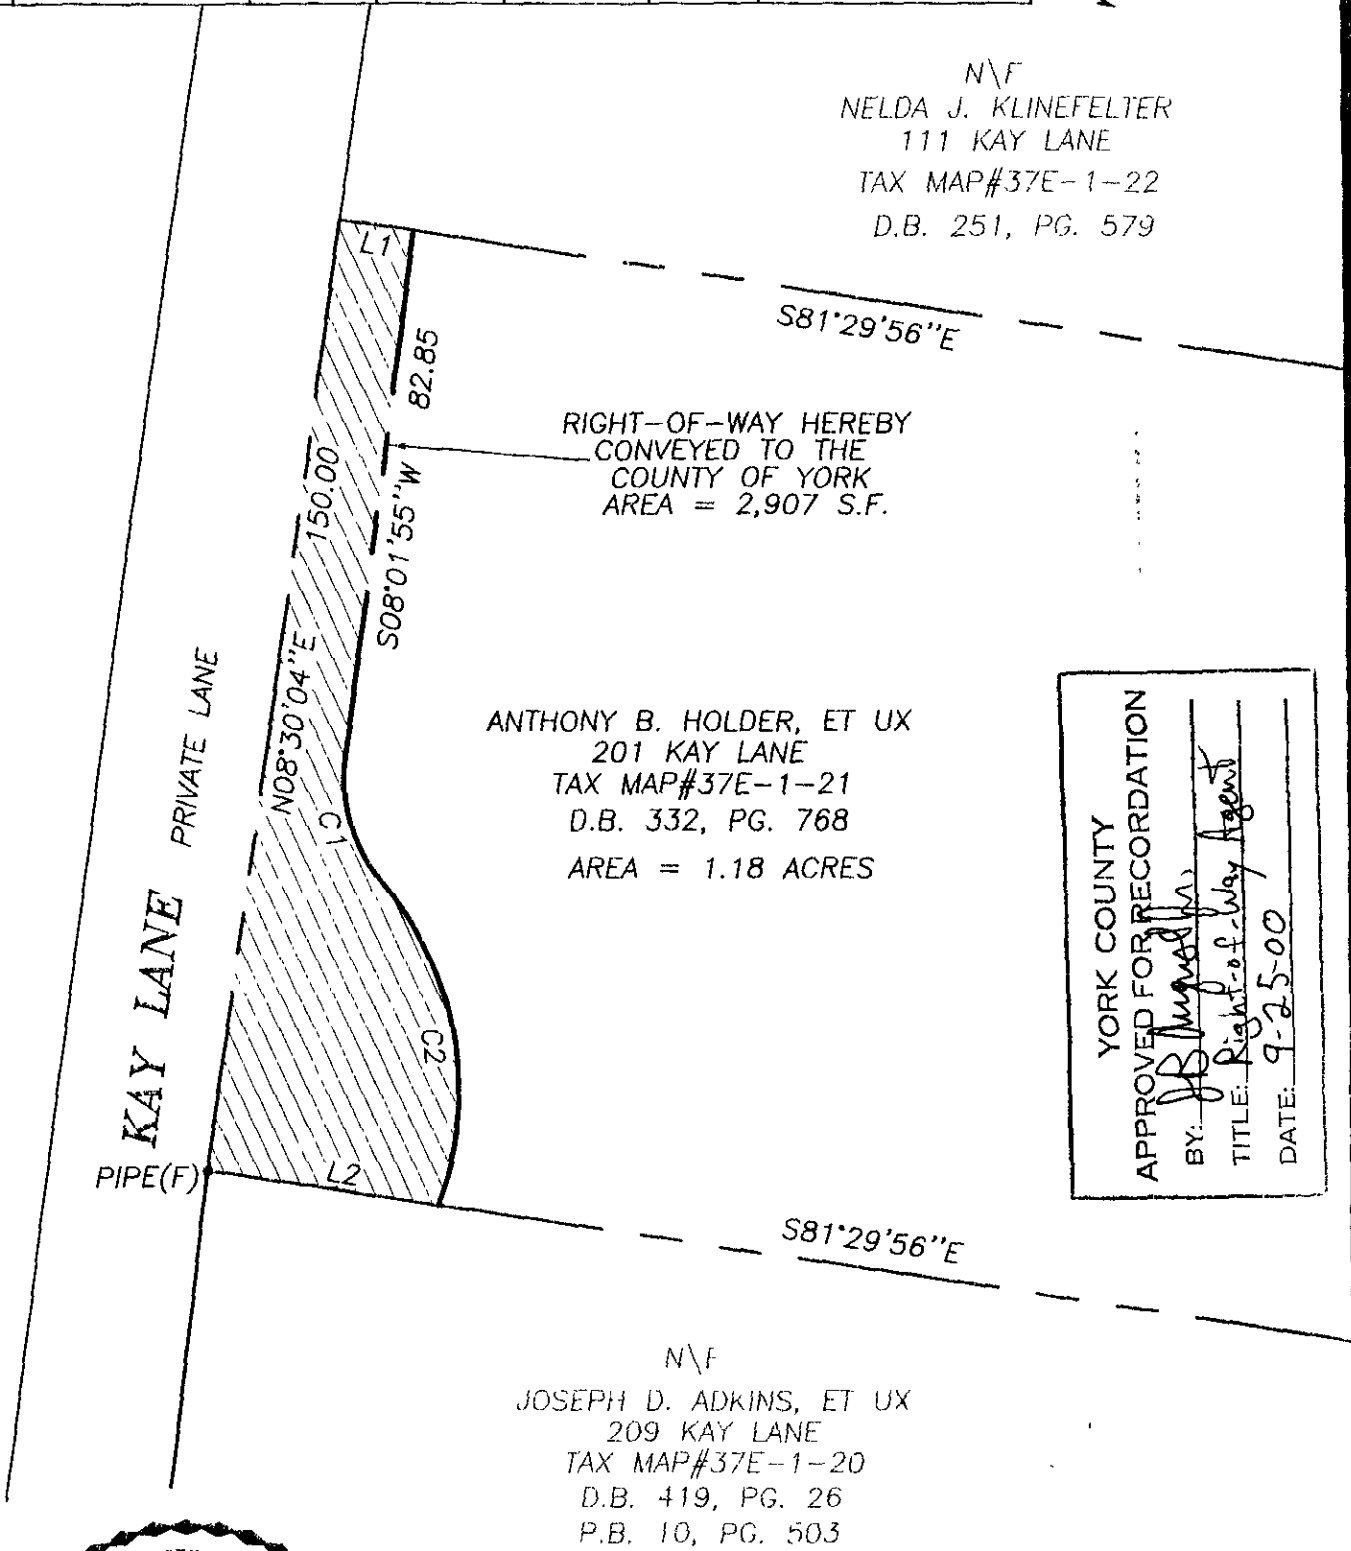 N\F
NELDA J. KLINEFELTER
111 KAY LANE
TAX MAP#37E-1-22
D.B. 251, PG. 579
L1
S81°29'56"E
82.85
RIGHT-OF-WAY HEREBY
CONVEYED TO THE
COUNTY OF YORK
AREA = 2,907 S.F.
150.00
S08°01'55"W
N08°30'04"E
PRIVATE LANE
ANTHONY B. HOLDER, ET UX
201 KAY LANE
TAX MAP#37E-1-21
D.B. 332, PG. 768
AREA = 1.18 ACRES
C1
KAY LANE
C2
YORK COUNTY
APPROVED FOR RECORDATION
BY:
TITLE: Right-of-Way Agent
DATE: 9-25-00
PIPE(F)
L2
S81°29'56"E
N\F
JOSEPH D. ADKINS, ET UX
209 KAY LANE
TAX MAP#37E-1-20
D.B. 419, PG. 26
P.B. 10, PG. 503